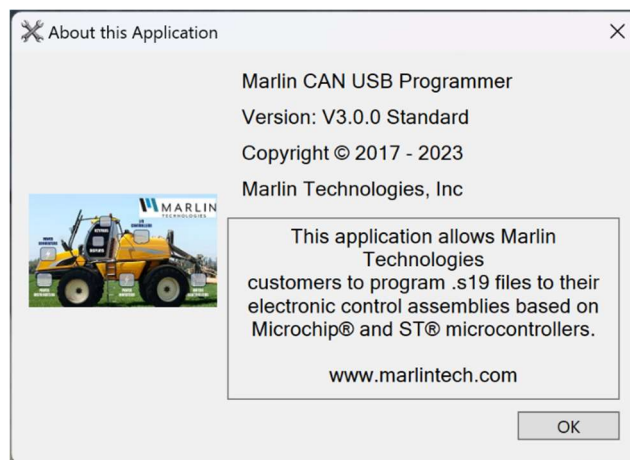 About this Application
Marlin CAN USB Programmer
Version: V3.0.0 Standard
Copyright © 2017 - 2023
Marlin Technologies, Inc
MARLIN
TECHNOLOGIES
This application allows Marlin
Technologies
customers to program .s19 files to their
electronic control assemblies based on
Microchip® and ST® microcontrollers.
www.marlintech.com
OK